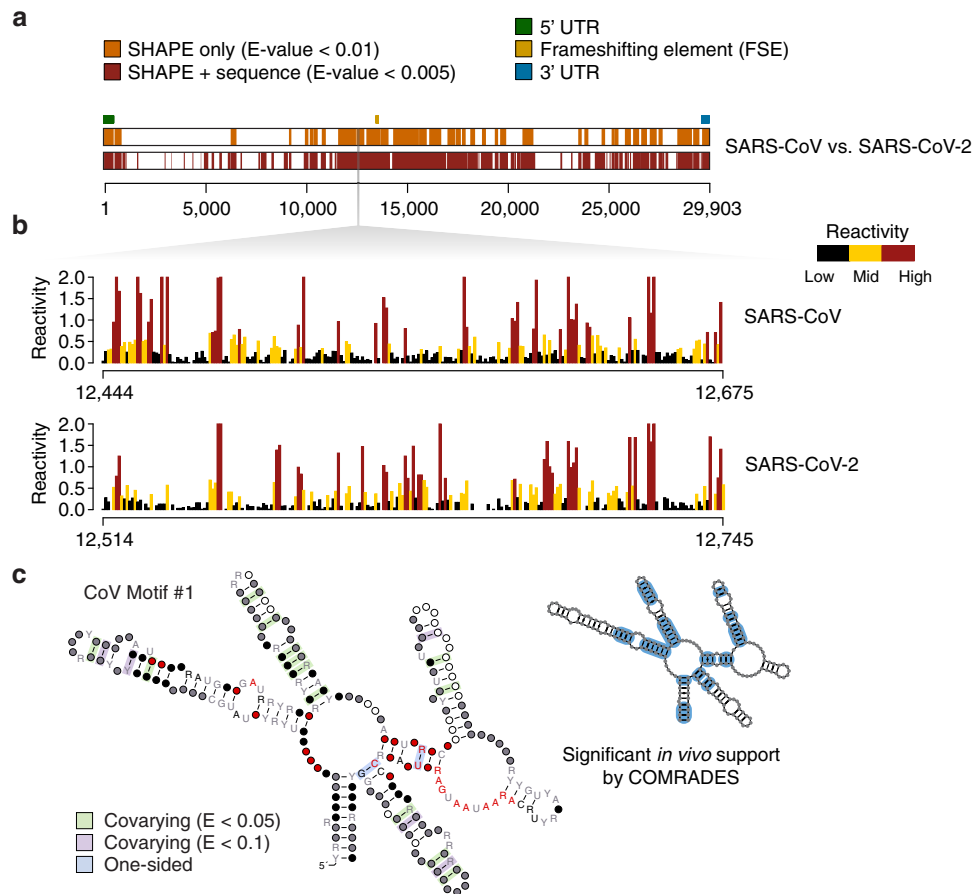 a
SHAPE only (E-value < 0.01)
SHAPE + sequence (E-value < 0.005)
5′ UTR
Frameshifting element (FSE)
3′ UTR
SARS-CoV vs. SARS-CoV-2
1 5,000 10,000 15,000 20,000 25,000 29,903
b
Reactivity
Low Mid High
Reactivity
2.0
1.5
1.0
0.5
0.0
SARS-CoV
12,444 12,675
Reactivity
2.0
1.5
1.0
0.5
0.0
SARS-CoV-2
12,514 12,745
c
CoV Motif #1
Significant in vivo support
by COMRADES
Covarying (E < 0.05)
Covarying (E < 0.1)
One-sided
5′